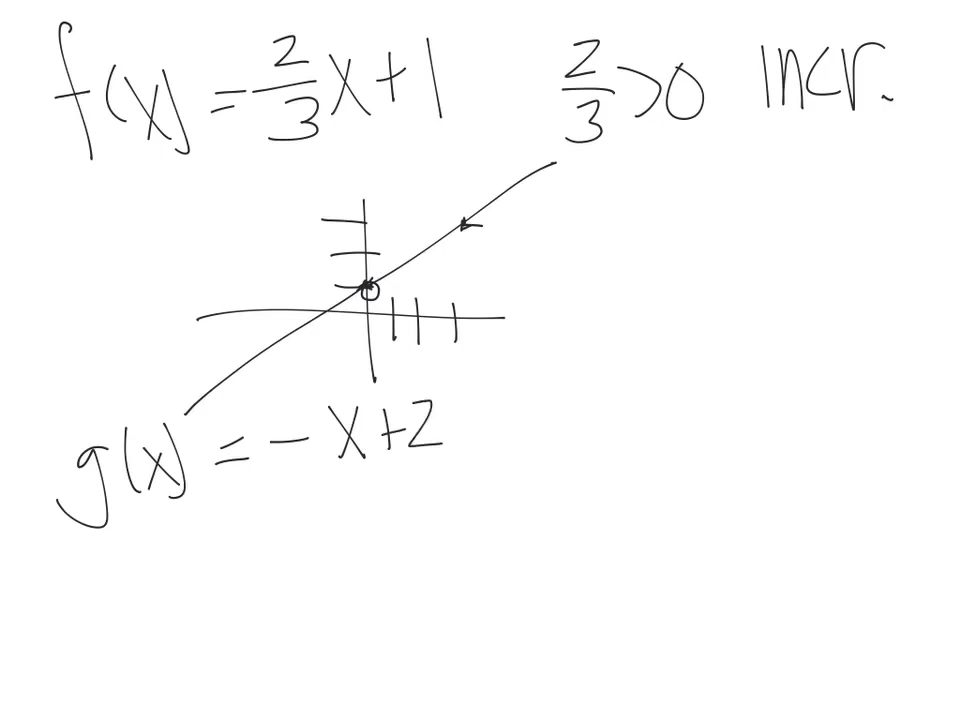 f(x) = 2/3 x + 1 2/3 > 0 incr.
g(x) = - x + 2